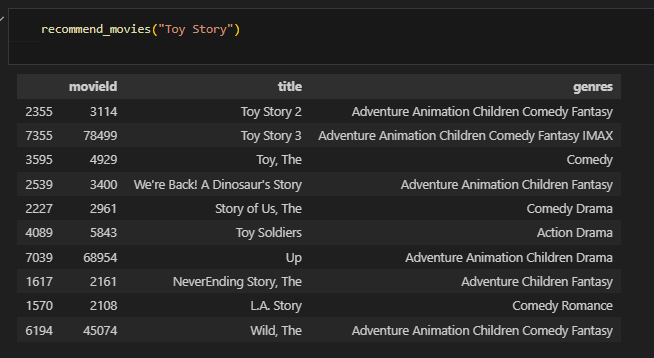 recommend_movies("Toy Story")
movieId title genres
2355 3114 Toy Story 2 Adventure Animation Children Comedy Fantasy
7355 78499 Toy Story 3 Adventure Animation Children Comedy Fantasy IMAX
3595 4929 Toy, The Comedy
2539 3400 We're Back! A Dinosaur's Story Adventure Animation Children Fantasy
2227 2961 Story of Us, The Comedy Drama
4089 5843 Toy Soldiers Action Drama
7039 68954 Up Adventure Animation Children Drama
1617 2161 NeverEnding Story, The Adventure Children Fantasy
1570 2108 L.A. Story Comedy Romance
6194 45074 Wild, The Adventure Animation Children Comedy Fantasy